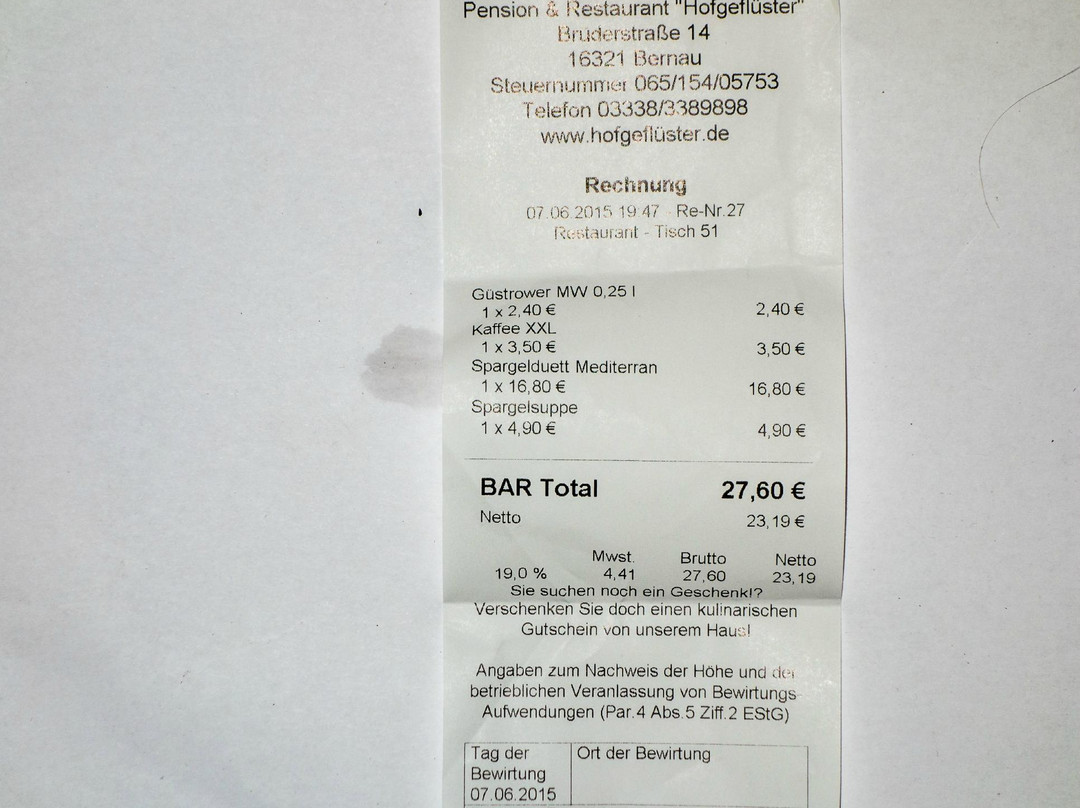 Pension & Restaurant "Hofgeflüster"
Bruderstraße 14
16321 Bernau
Steuernummer 065/154/05753
Telefon 03338/3389898
www.hofgeflüster.de
Rechnung
07.06.2015 19:47 Re-Nr.27
Restaurant - Tisch 51
Güstrower MW 0,25 l
1 x 2,40 € 2,40 €
Kaffee XXL
1 x 3,50 € 3,50 €
Spargelduett Mediterran
1 x 16,80 € 16,80 €
Spargelsuppe
1 x 4,90 € 4,90 €
BAR Total 27,60 €
Netto 23,19 €
Mwst. Brutto Netto
19,0 % 4,41 27,60 23,19
Sie suchen noch ein Geschenk!?
Verschenken Sie doch einen kulinarischen
Gutschein von unserem Haus!
Angaben zum Nachweis der Höhe und der
betrieblichen Veranlassung von Bewirtungs-
Aufwendungen (Par.4 Abs.5 Ziff.2 EStG)
Tag der Ort der Bewirtung
Bewirtung
07.06.2015